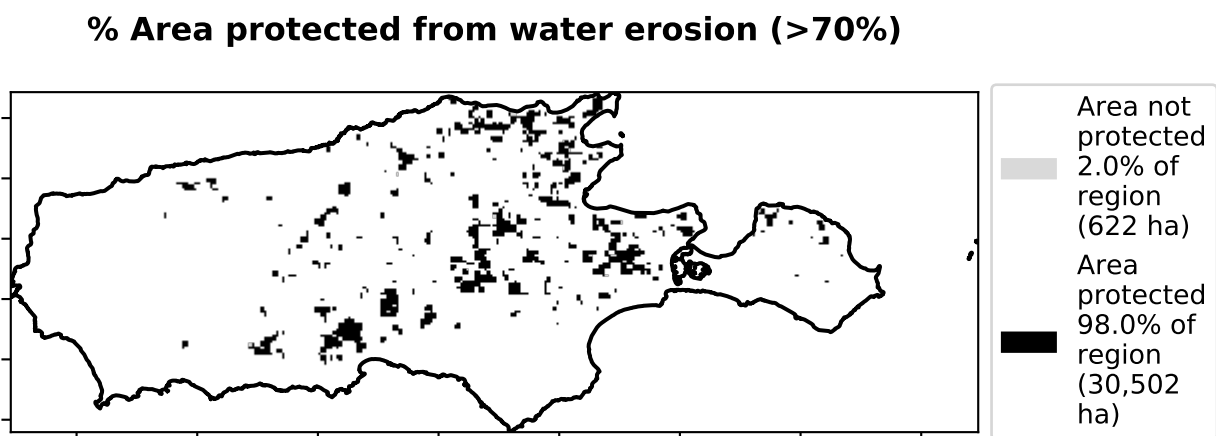 % Area protected from water erosion (>70%)
Area not
protected
2.0% of
region
(622 ha)
Area
protected
98.0% of
region
(30,502
ha)